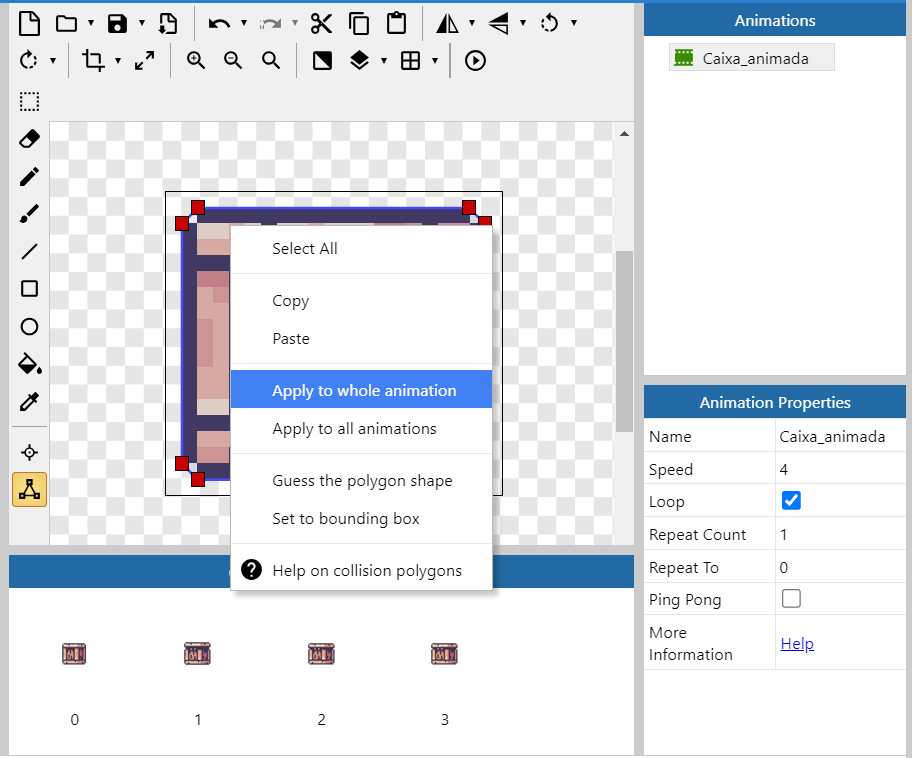 Animations
Caixa_animada
Select All
Copy
Paste
Apply to whole animation
Apply to all animations
Guess the polygon shape
Set to bounding box
Help on collision polygons
0
1
2
3
Animation Properties
Name Caixa_animada
Speed 4
Loop
Repeat Count 1
Repeat To 0
Ping Pong
More
Information Help